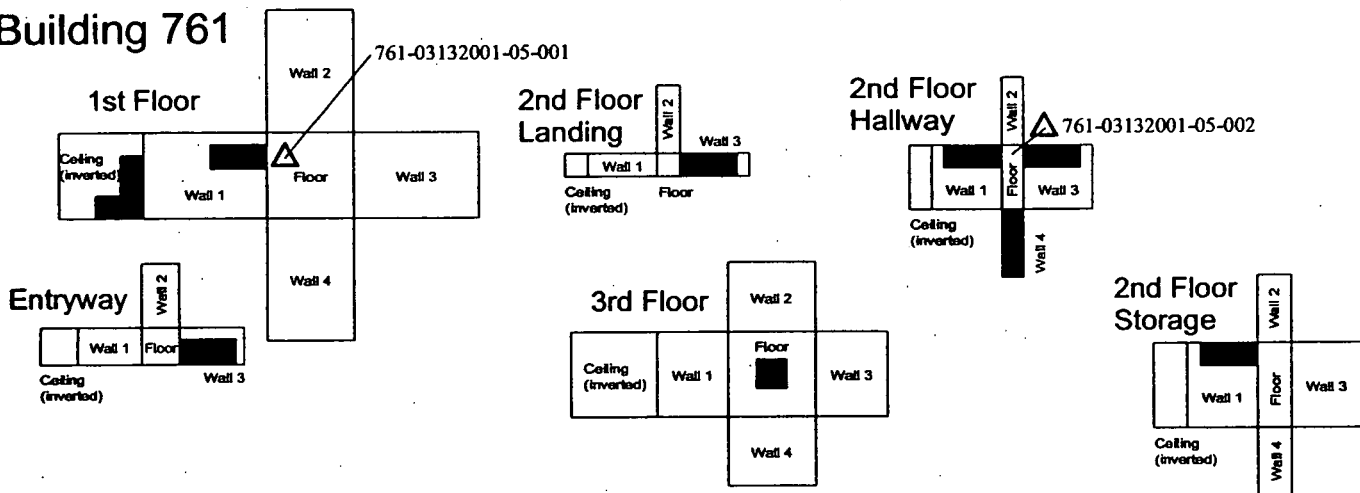 Building 761
1st Floor
761-03132001-05-001
Wall 2
Ceiling
(inverted)
Wall 1
Floor
Wall 3
Wall 4
2nd Floor
Landing
Wall 2
Wall 3
Wall 1
Ceiling
(inverted)
Floor
2nd Floor
Hallway
Wall 2
761-03132001-05-002
Wall 1
Floor
Wall 3
Ceiling
(inverted)
Wall 4
Entryway
Wall 2
Wall 1
Floor
Ceiling
(inverted)
Wall 3
3rd Floor
Wall 2
Floor
Ceiling
(inverted)
Wall 1
Wall 3
Wall 4
2nd Floor
Storage
Wall 2
Wall 1
Floor
Wall 3
Ceiling
(inverted)
Wall 4